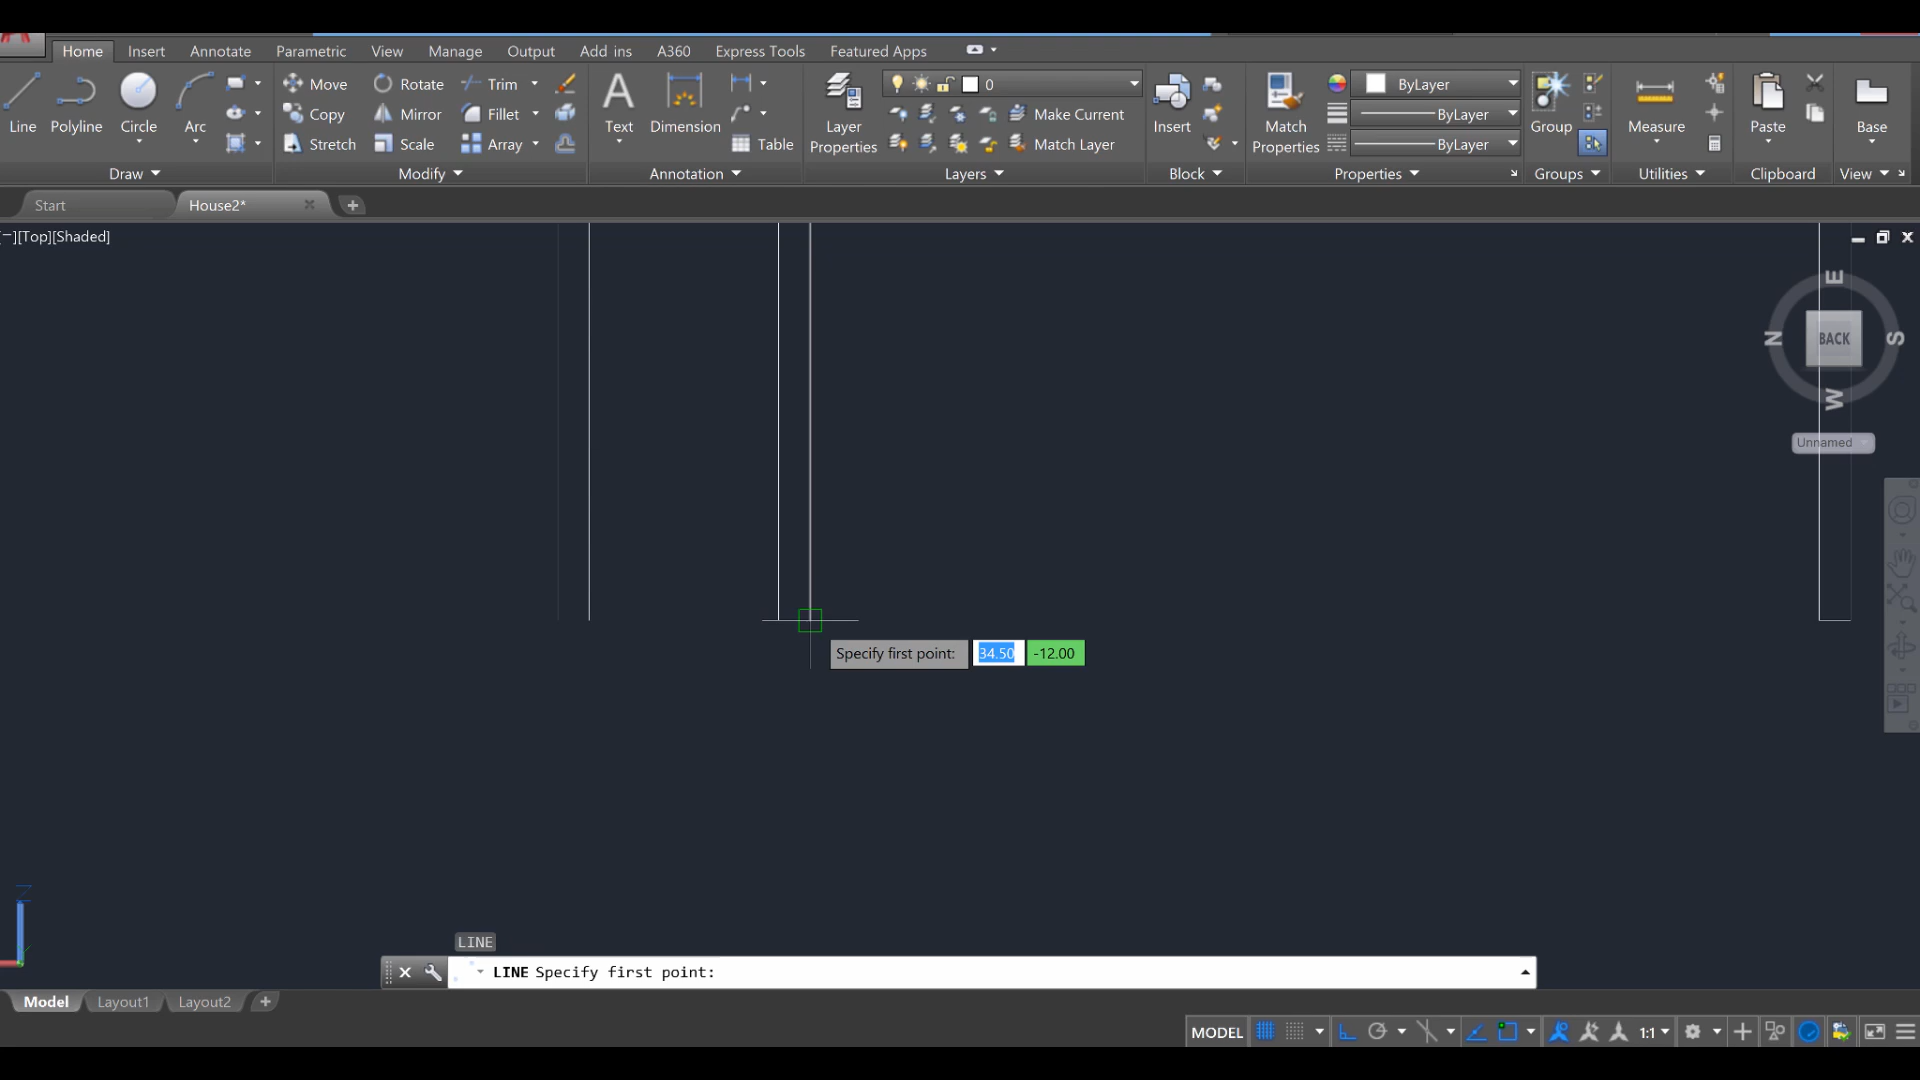 Home Insert Annotate Parametric View Manage Output Add ins A360 Express Tools Featured Apps
Move Rotate Trim 0 ByLayer
Copy Mirror Fillet Make Current ByLayer
Line Polyline Circle Arc Text Dimension Layer Insert Match Group Measure Paste Base
Stretch Scale Array Table Properties Match Layer Properties ByLayer
Draw Modify Annotation Layers Block Properties Groups Utilities Clipboard View
Start House2*
[−][Top][Shaded]
E
N BACK S
W
Unnamed
Specify first point: 34.50 -12.00
Z
LINE
LINE Specify first point:
Model Layout1 Layout2
MODEL 1:1